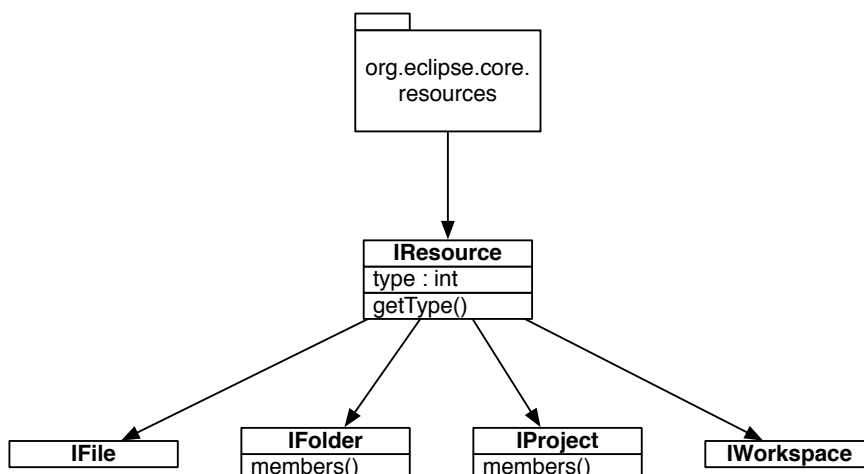 org.eclipse.core.
resources
IResource
type : int
getType()
IFile
IFolder
members()
IProject
members()
IWorkspace